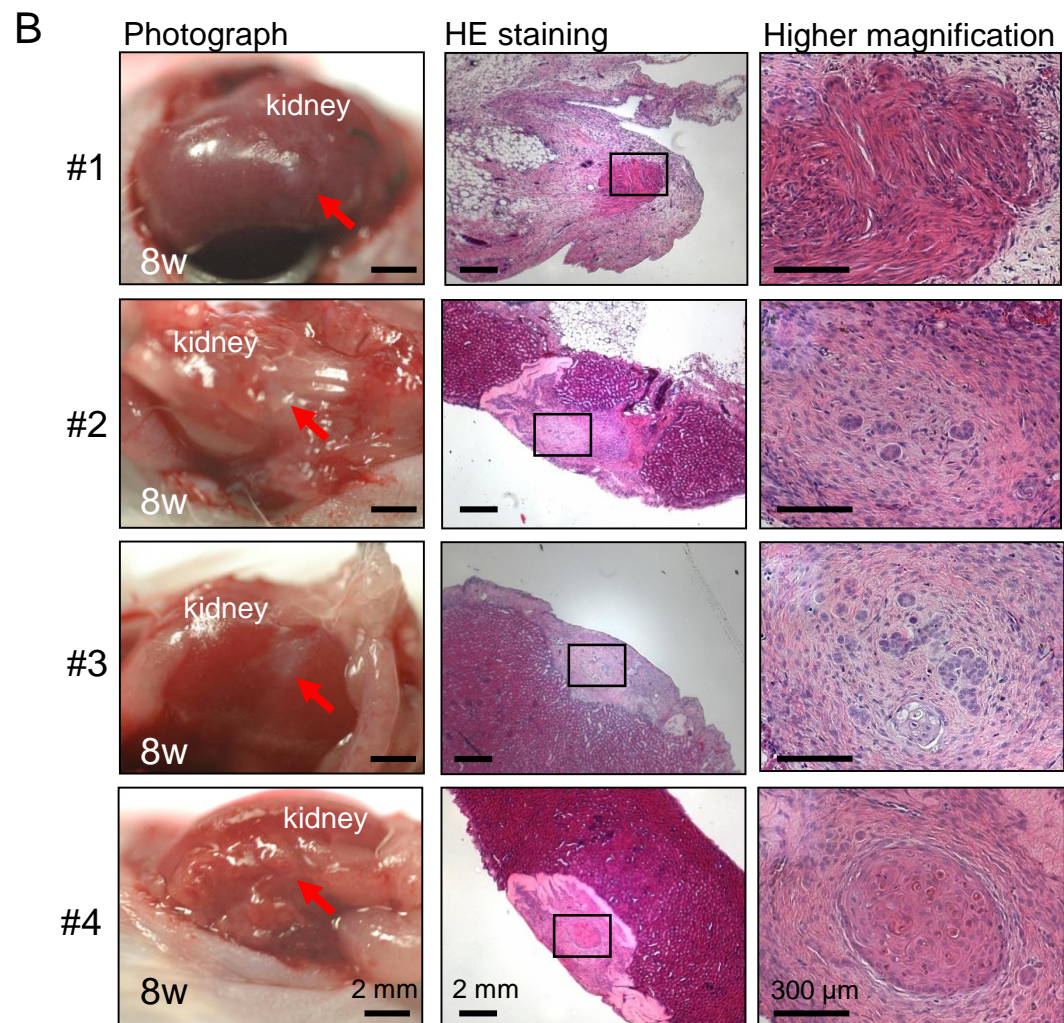 B
Photograph HE staining Higher magnification
#1
kidney
8w
#2
kidney
8w
#3
kidney
8w
#4
kidney
8w
2 mm 2 mm 300 µm